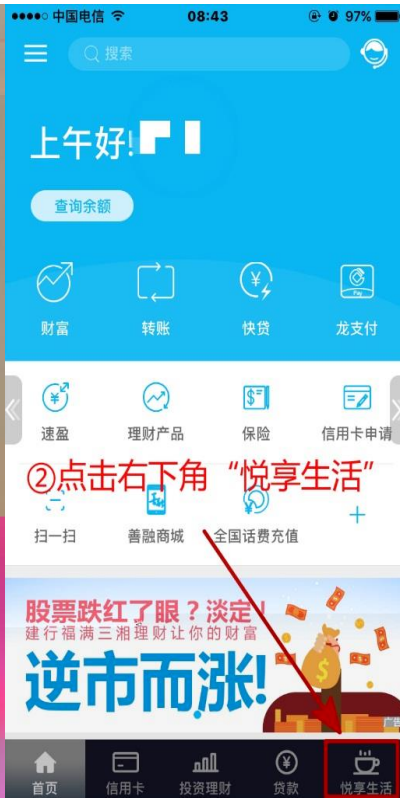 中国电信 08:43 97%
搜索
上午好!
查询余额
财富 转账 快贷 龙支付
速盈 理财产品 保险 信用卡申请
②点击右下角“悦享生活”
扫一扫 善融商城 全国话费充值
股票跌红了眼？淡定！
建行福满三湘理财让你的财富
逆市而涨!
广告
首页 信用卡 投资理财 贷款 悦享生活